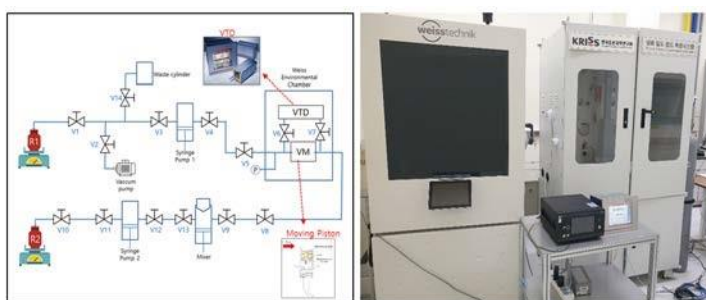 VTD
Waste cylinder
Weiss
Environmental
Chamber
V14
VTD
V1
V3
V4
V6
V7
R1
V2
Syringe
Pump 1
V5
P
VM
Vaccum
pump
Moving Piston
R2
V10
V11
V12
V13
V9
V8
Syringe
Pump 2
Mixer
weisstechnik
KRISS